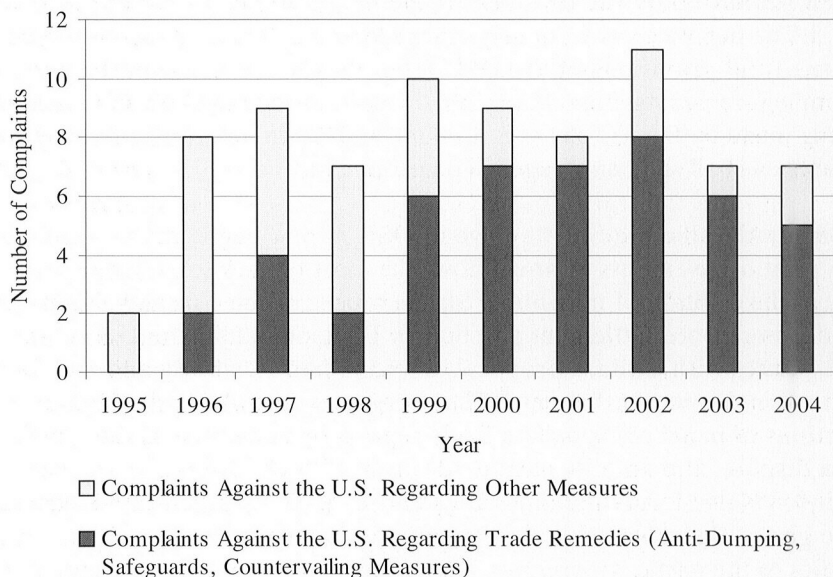 12
10
8
6
4
2
0
Number of Complaints
1995 1996 1997 1998 1999 2000 2001 2002 2003 2004
Year
Complaints Against the U.S. Regarding Other Measures
Complaints Against the U.S. Regarding Trade Remedies (Anti-Dumping,
Safeguards, Countervailing Measures)